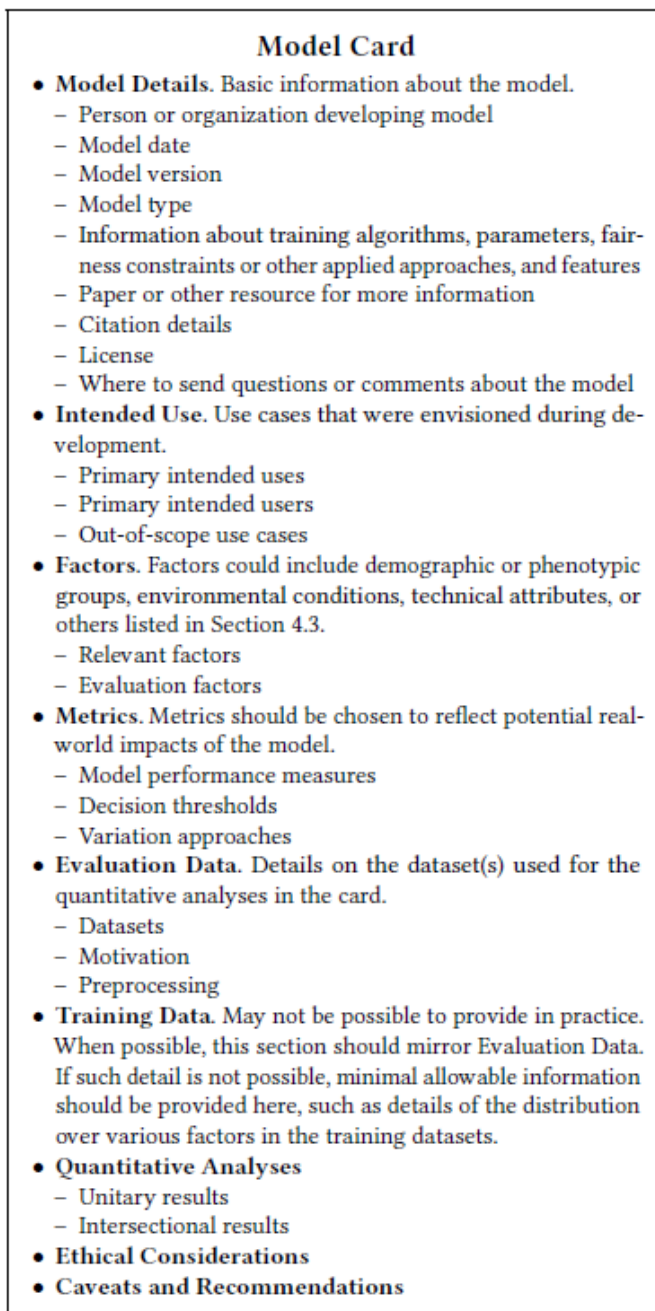 Model Card
• Model Details. Basic information about the model.
– Person or organization developing model
– Model date
– Model version
– Model type
– Information about training algorithms, parameters, fair-
ness constraints or other applied approaches, and features
– Paper or other resource for more information
– Citation details
– License
– Where to send questions or comments about the model
• Intended Use. Use cases that were envisioned during de-
velopment.
– Primary intended uses
– Primary intended users
– Out-of-scope use cases
• Factors. Factors could include demographic or phenotypic
groups, environmental conditions, technical attributes, or
others listed in Section 4.3.
– Relevant factors
– Evaluation factors
• Metrics. Metrics should be chosen to reflect potential real-
world impacts of the model.
– Model performance measures
– Decision thresholds
– Variation approaches
• Evaluation Data. Details on the dataset(s) used for the
quantitative analyses in the card.
– Datasets
– Motivation
– Preprocessing
• Training Data. May not be possible to provide in practice.
When possible, this section should mirror Evaluation Data.
If such detail is not possible, minimal allowable information
should be provided here, such as details of the distribution
over various factors in the training datasets.
• Quantitative Analyses
– Unitary results
– Intersectional results
• Ethical Considerations
• Caveats and Recommendations